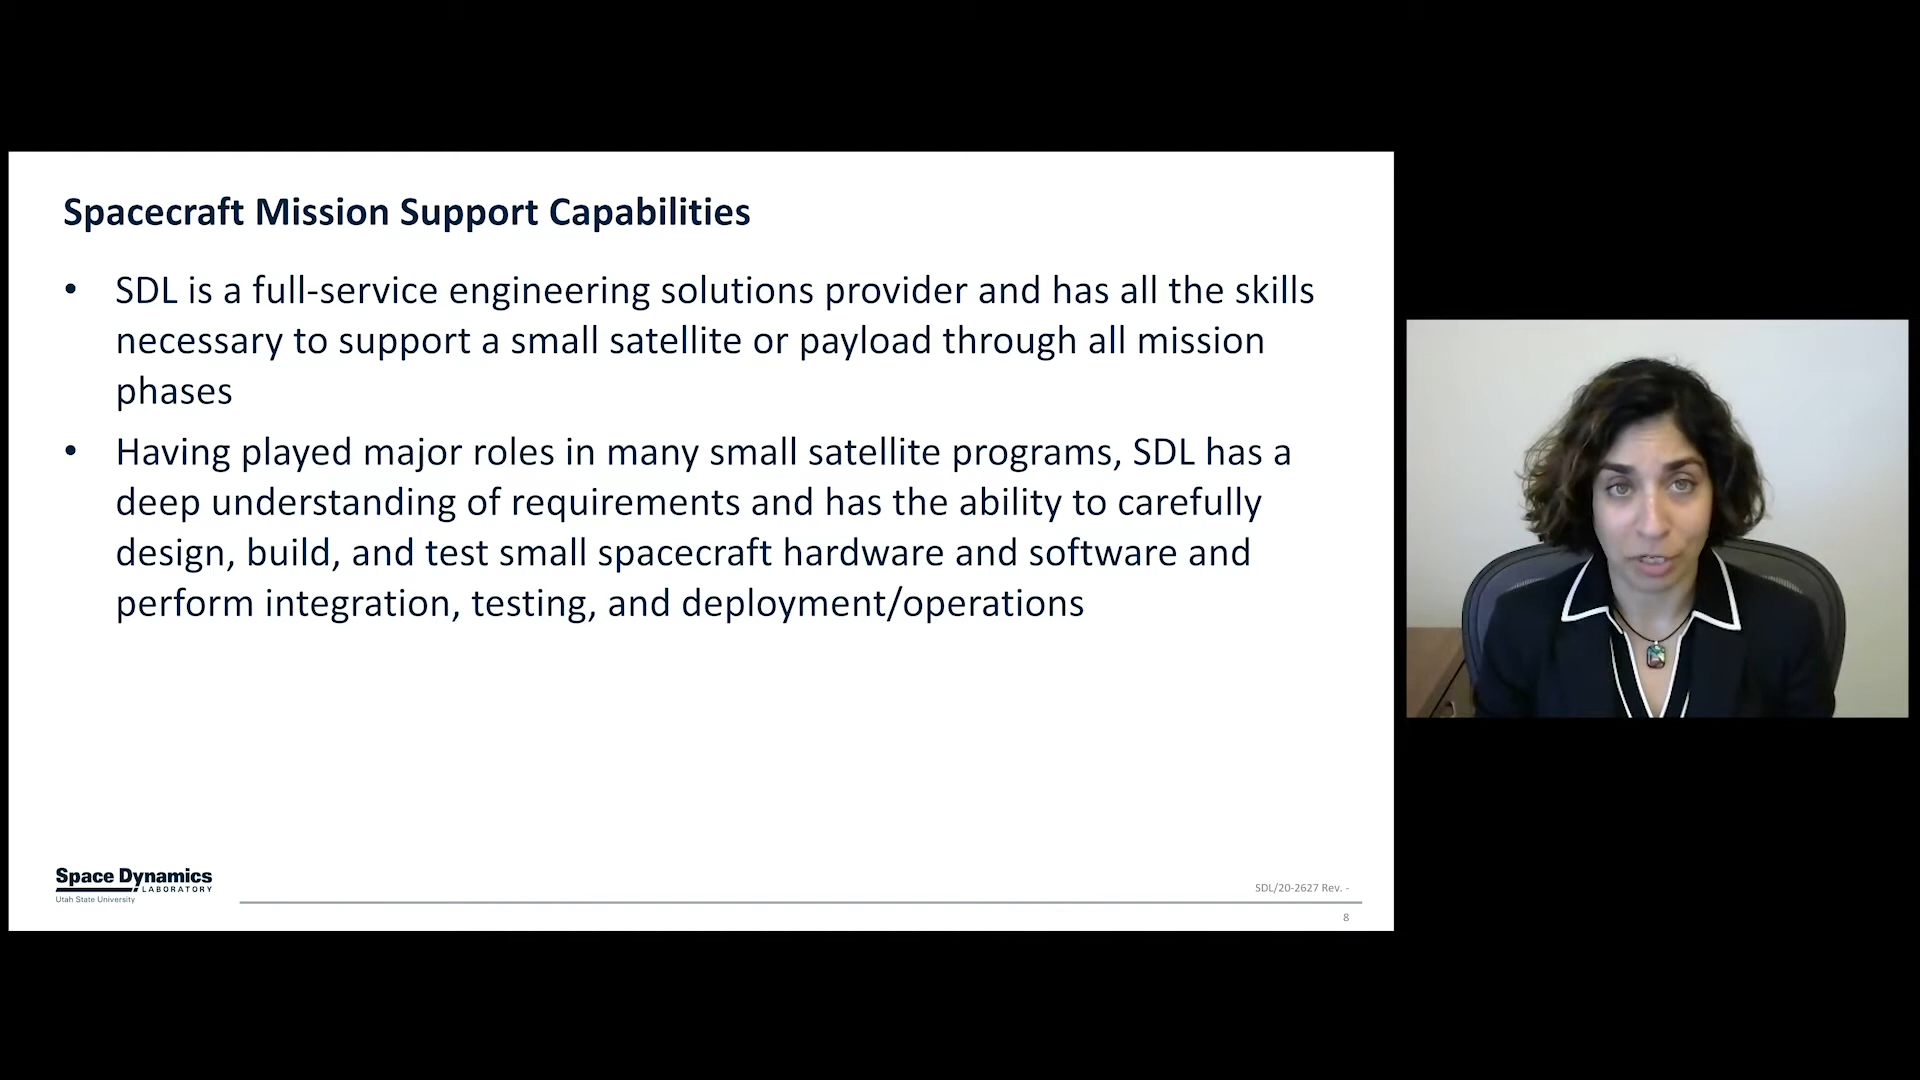 Spacecraft Mission Support Capabilities
• SDL is a full-service engineering solutions provider and has all the skills
necessary to support a small satellite or payload through all mission
phases
• Having played major roles in many small satellite programs, SDL has a
deep understanding of requirements and has the ability to carefully
design, build, and test small spacecraft hardware and software and
perform integration, testing, and deployment/operations
Space Dynamics
LABORATORY
Utah State University
SDL/20-2627 Rev. -
8